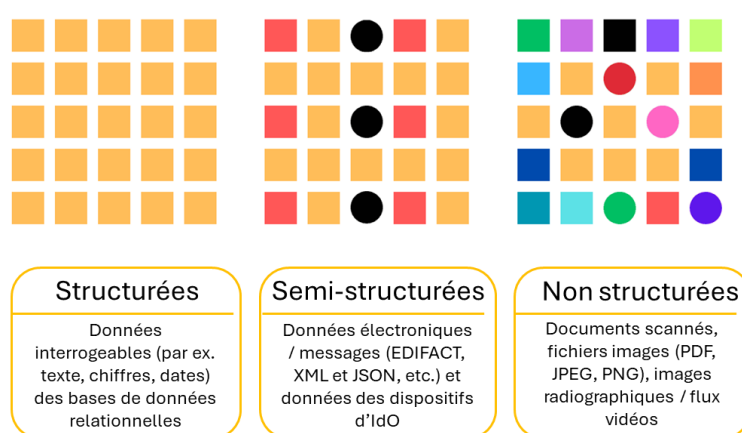 Structurées
Données
interrogeables (par ex.
texte, chiffres, dates)
des bases de données
relationnelles
Semi-structurées
Données électroniques
/ messages (EDIFACT,
XML et JSON, etc.) et
données des dispositifs
d'IdO
Non structurées
Documents scannés,
fichiers images (PDF,
JPEG, PNG), images
radiographiques / flux
vidéos